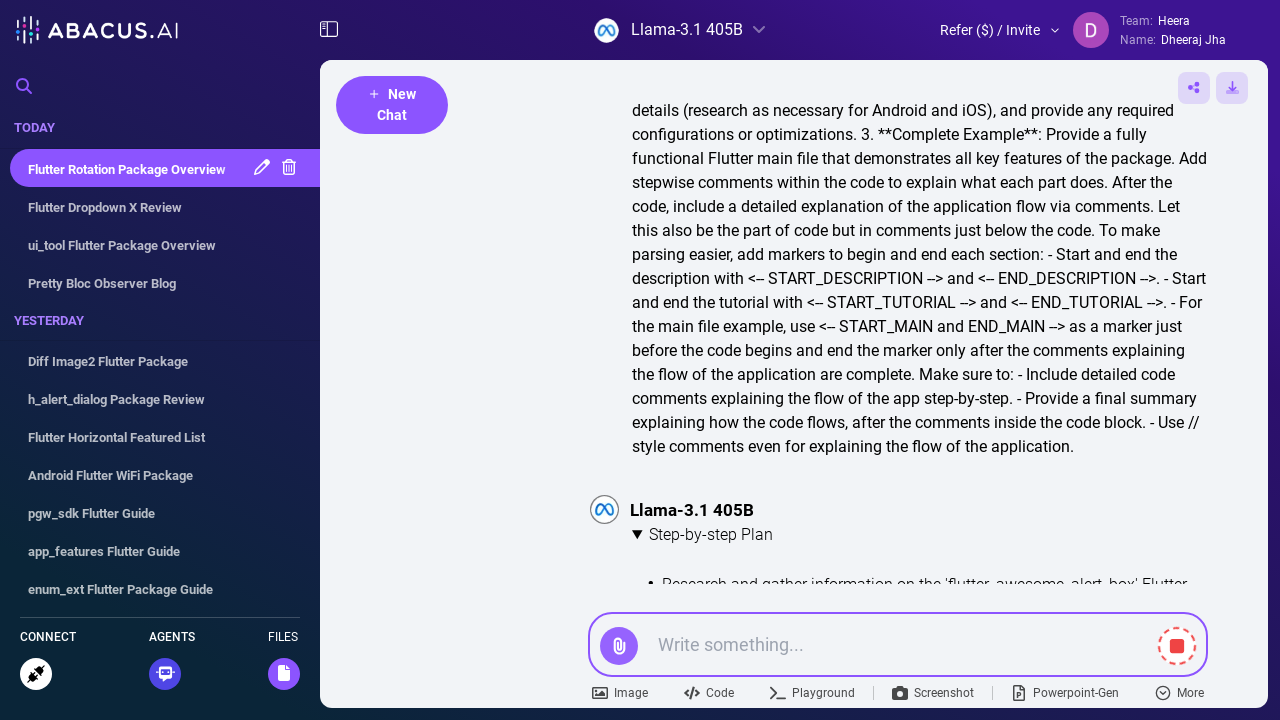 ABACUS.AI
Llama-3.1 405B
Refer ($) / Invite
D
Team: Heera
Name: Dheeraj Jha
TODAY
Flutter Rotation Package Overview
Flutter Dropdown X Review
ui_tool Flutter Package Overview
Pretty Bloc Observer Blog
YESTERDAY
Diff Image2 Flutter Package
h_alert_dialog Package Review
Flutter Horizontal Featured List
Android Flutter WiFi Package
pgw_sdk Flutter Guide
app_features Flutter Guide
enum_ext Flutter Package Guide
CONNECT
AGENTS
FILES
+ New
Chat
details (research as necessary for Android and iOS), and provide any required
configurations or optimizations. 3. **Complete Example**: Provide a fully
functional Flutter main file that demonstrates all key features of the package. Add
stepwise comments within the code to explain what each part does. After the
code, include a detailed explanation of the application flow via comments. Let
this also be the part of code but in comments just below the code. To make
parsing easier, add markers to begin and end each section: - Start and end the
description with <-- START_DESCRIPTION --> and <-- END_DESCRIPTION -->. - Start
and end the tutorial with <-- START_TUTORIAL --> and <-- END_TUTORIAL -->. - For
the main file example, use <-- START_MAIN and END_MAIN --> as a marker just
before the code begins and end the marker only after the comments explaining
the flow of the application are complete. Make sure to: - Include detailed code
comments explaining the flow of the app step-by-step. - Provide a final summary
explaining how the code flows, after the comments inside the code block. - Use //
style comments even for explaining the flow of the application.
Llama-3.1 405B
▼ Step-by-step Plan
• Research and gather information on the 'flutter_awesome_alert_box' Flutter
Write something...
Image
Code
Playground
Screenshot
Powerpoint-Gen
More